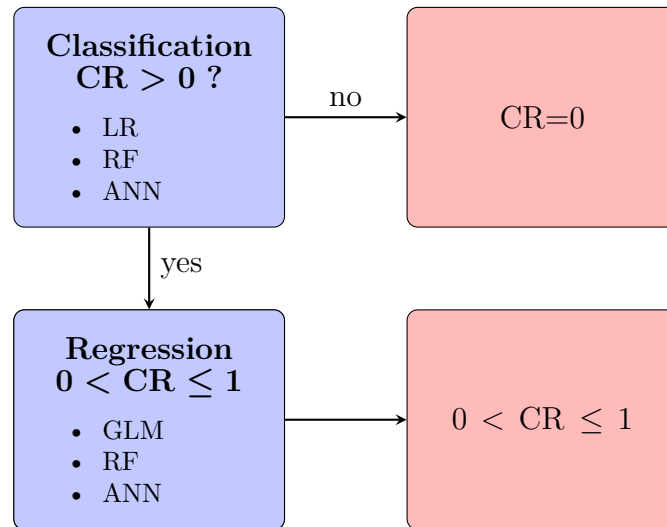 Classification
CR > 0 ?
• LR
• RF
• ANN
no
CR=0
yes
Regression
0 < CR ≤ 1
• GLM
• RF
• ANN
0 < CR ≤ 1